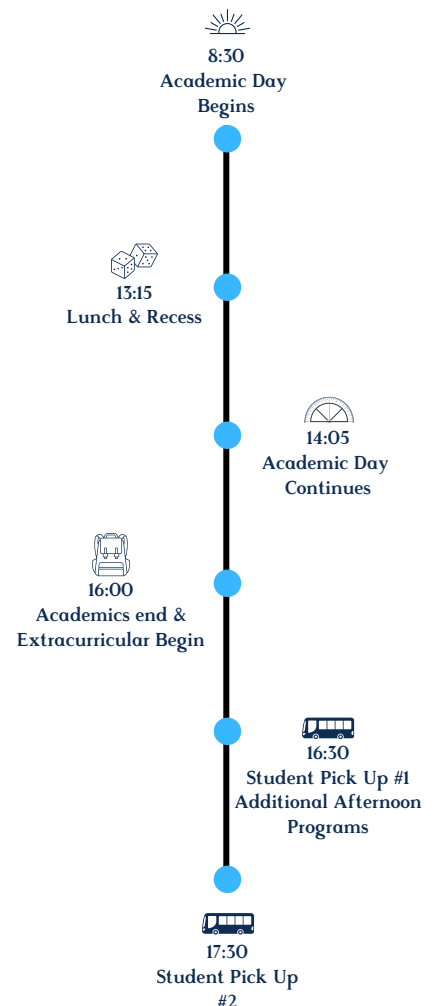 8:30
Academic Day
Begins
13:15
Lunch & Recess
14:05
Academic Day
Continues
16:00
Academics end &
Extracurricular Begin
16:30
Student Pick Up #1
Additional Afternoon
Programs
17:30
Student Pick Up
#2